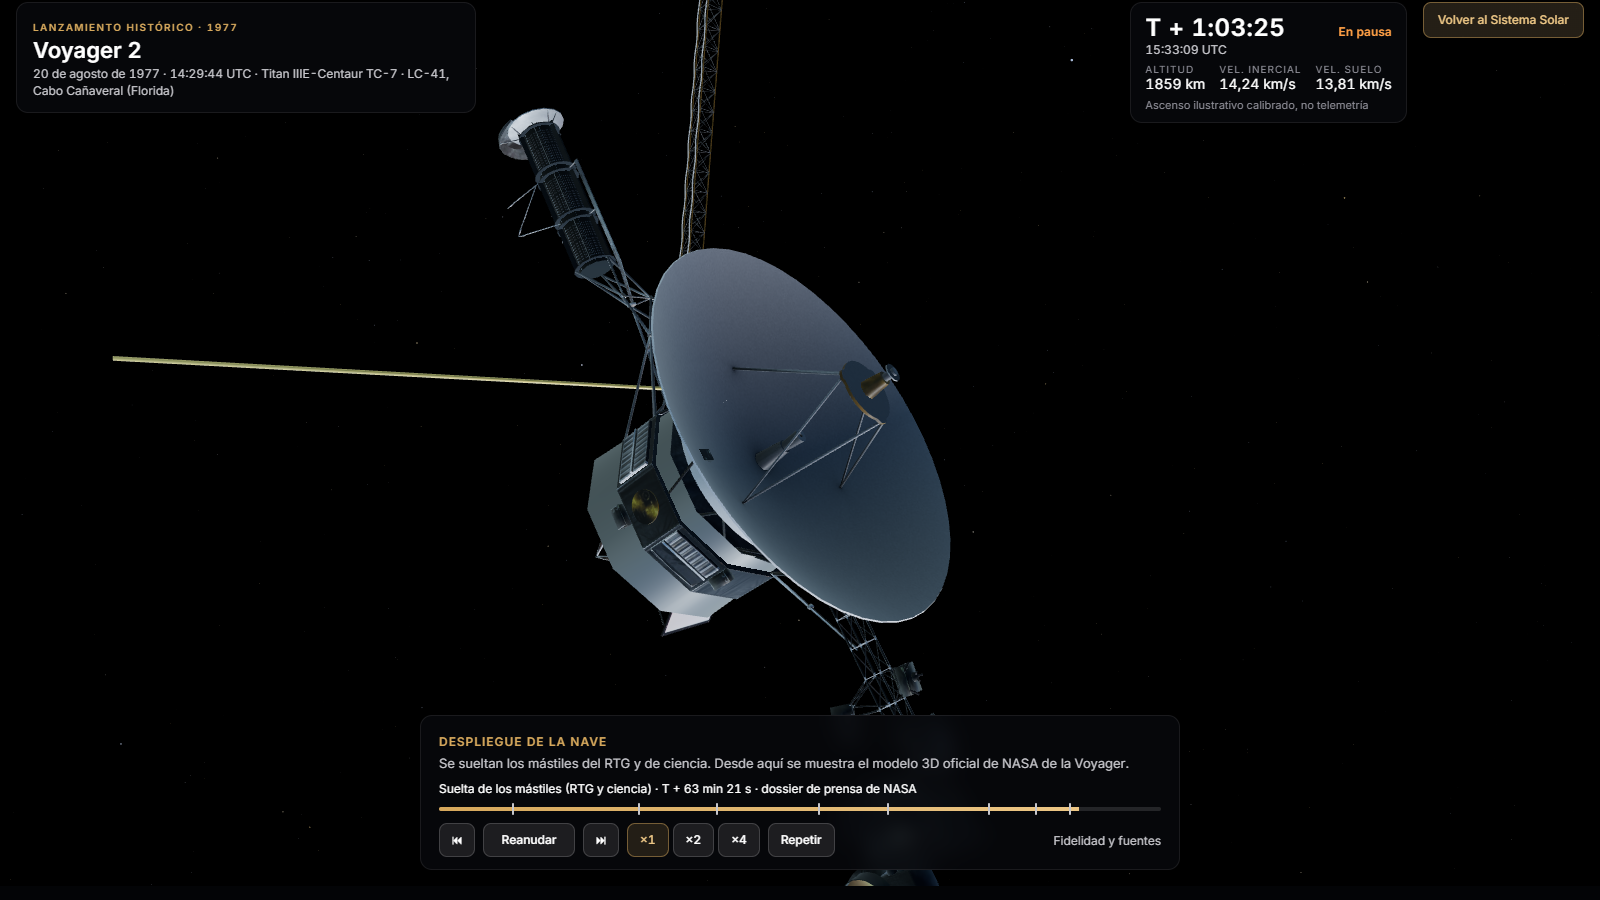 LANZAMIENTO HISTÓRICO · 1977
Voyager 2
20 de agosto de 1977 · 14:29:44 UTC · Titan IIIE-Centaur TC-7 · LC-41,
Cabo Cañaveral (Florida)
T + 1:03:25
En pausa
15:33:09 UTC
ALTITUD VEL. INERCIAL VEL. SUELO
1859 km 14,24 km/s 13,81 km/s
Ascenso ilustrativo calibrado, no telemetría
Volver al Sistema Solar
DESPLIEGUE DE LA NAVE
Se sueltan los mástiles del RTG y de ciencia. Desde aquí se muestra el modelo 3D oficial de NASA de la Voyager.
Suelta de los mástiles (RTG y ciencia) · T + 63 min 21 s · dossier de prensa de NASA
Reanudar ×1 ×2 ×4 Repetir Fidelidad y fuentes